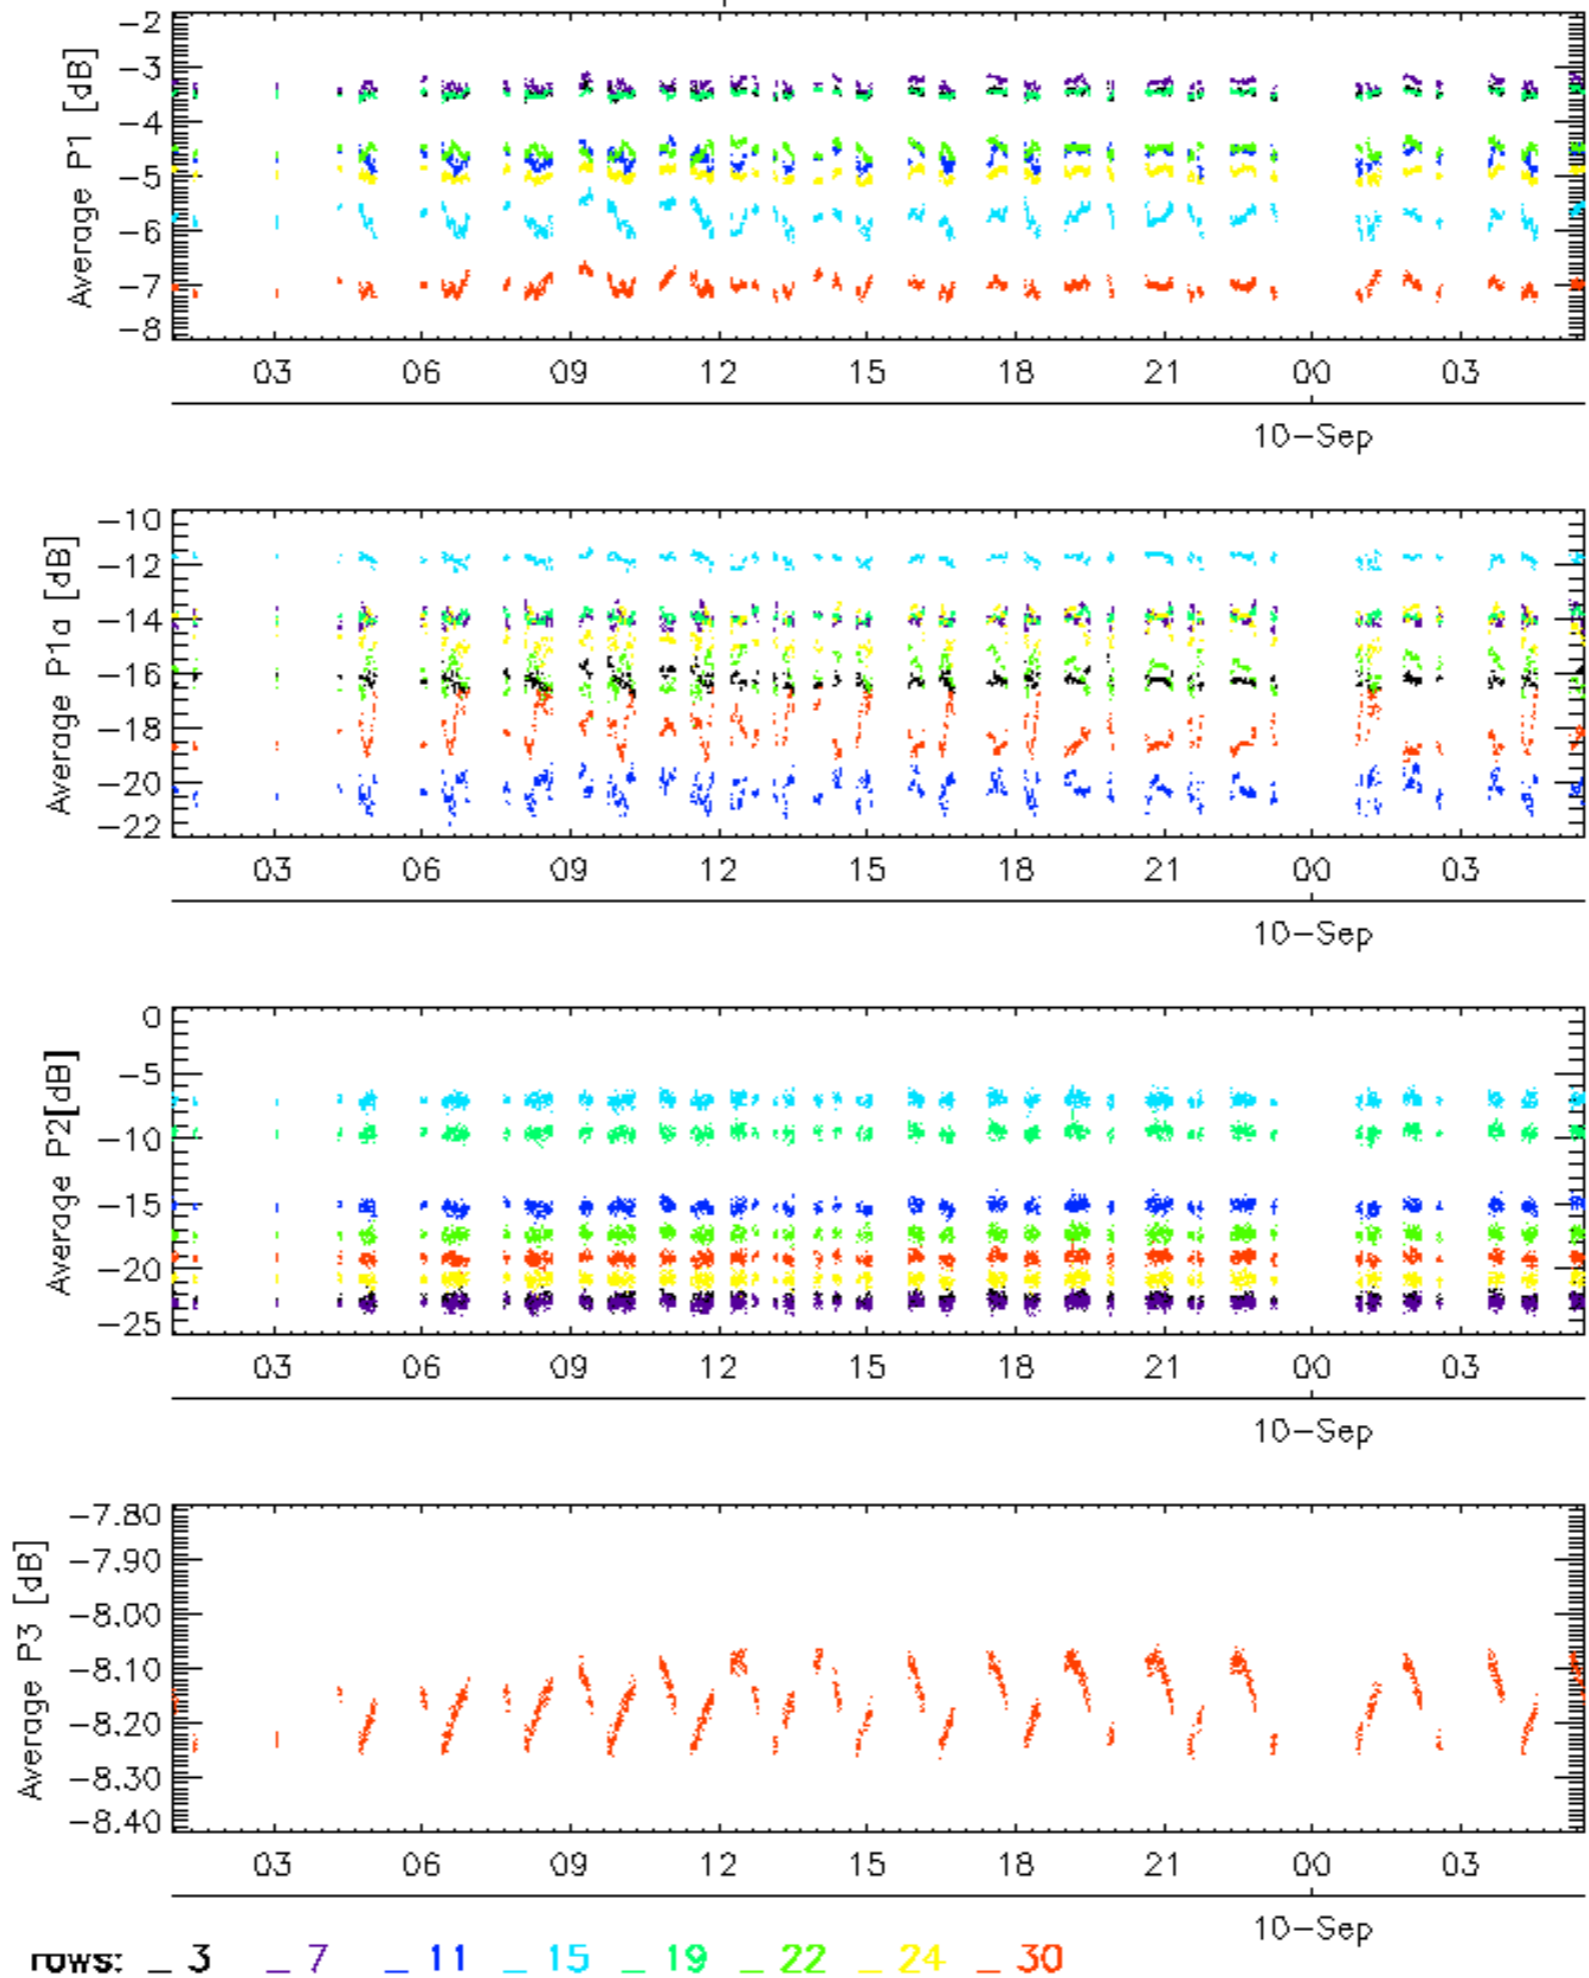 Average P1 [dB]
-2
-3
-4
-5
-6
-7
-8
03 06 09 12 15 18 21 00 03
10-Sep
Average P1a [dB]
-10
-12
-14
-16
-18
-20
-22
03 06 09 12 15 18 21 00 03
10-Sep
Average P2[dB]
0
-5
-10
-15
-20
-25
03 06 09 12 15 18 21 00 03
10-Sep
Average P3 [dB]
-7.80
-7.90
-8.00
-8.10
-8.20
-8.30
-8.40
03 06 09 12 15 18 21 00 03
10-Sep
rows: _ 3 _ 7 _ 11 _ 15 _ 19 _ 22 _ 24 _ 30